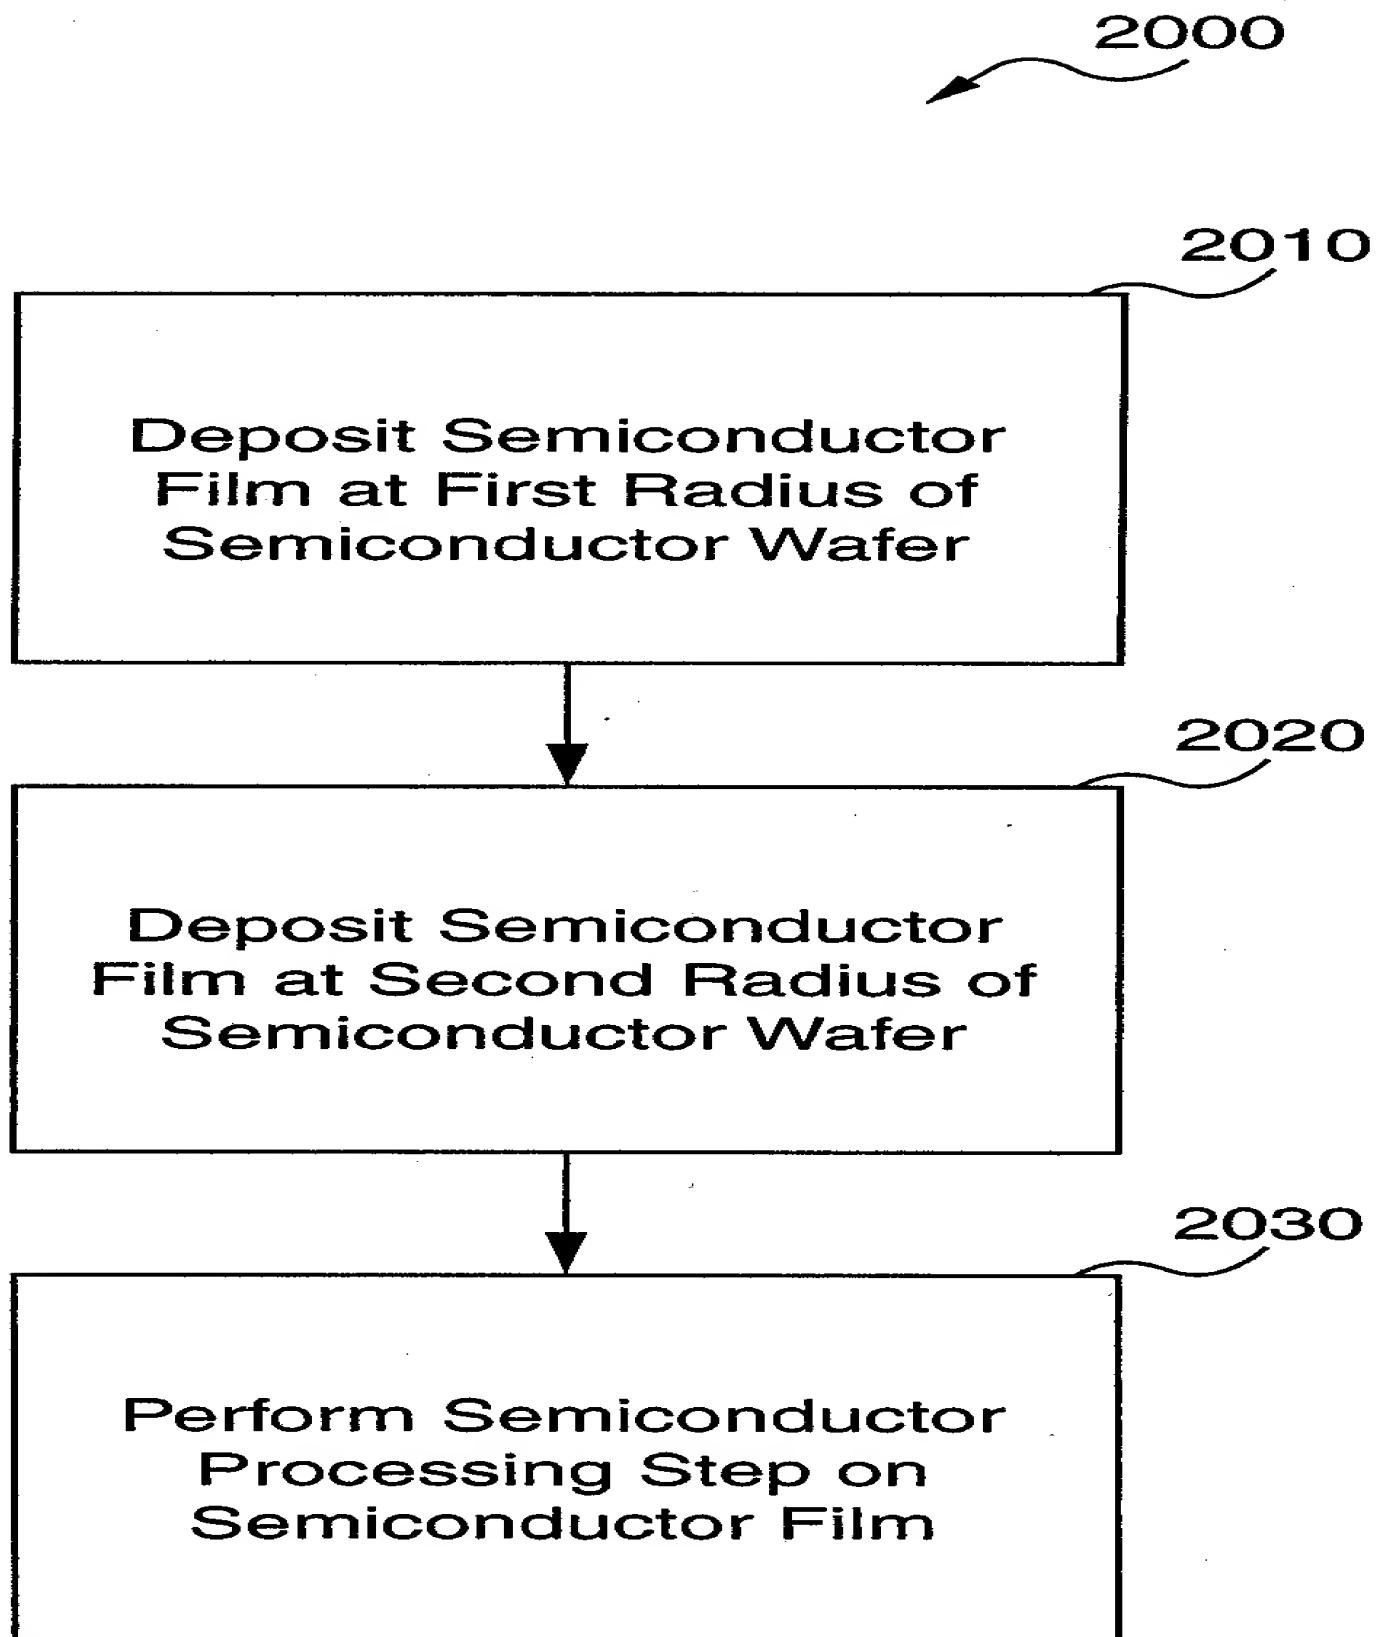 2000
2010
Deposit Semiconductor
Film at First Radius of
Semiconductor Wafer
2020
Deposit Semiconductor
Film at Second Radius of
Semiconductor Wafer
2030
Perform Semiconductor
Processing Step on
Semiconductor Film